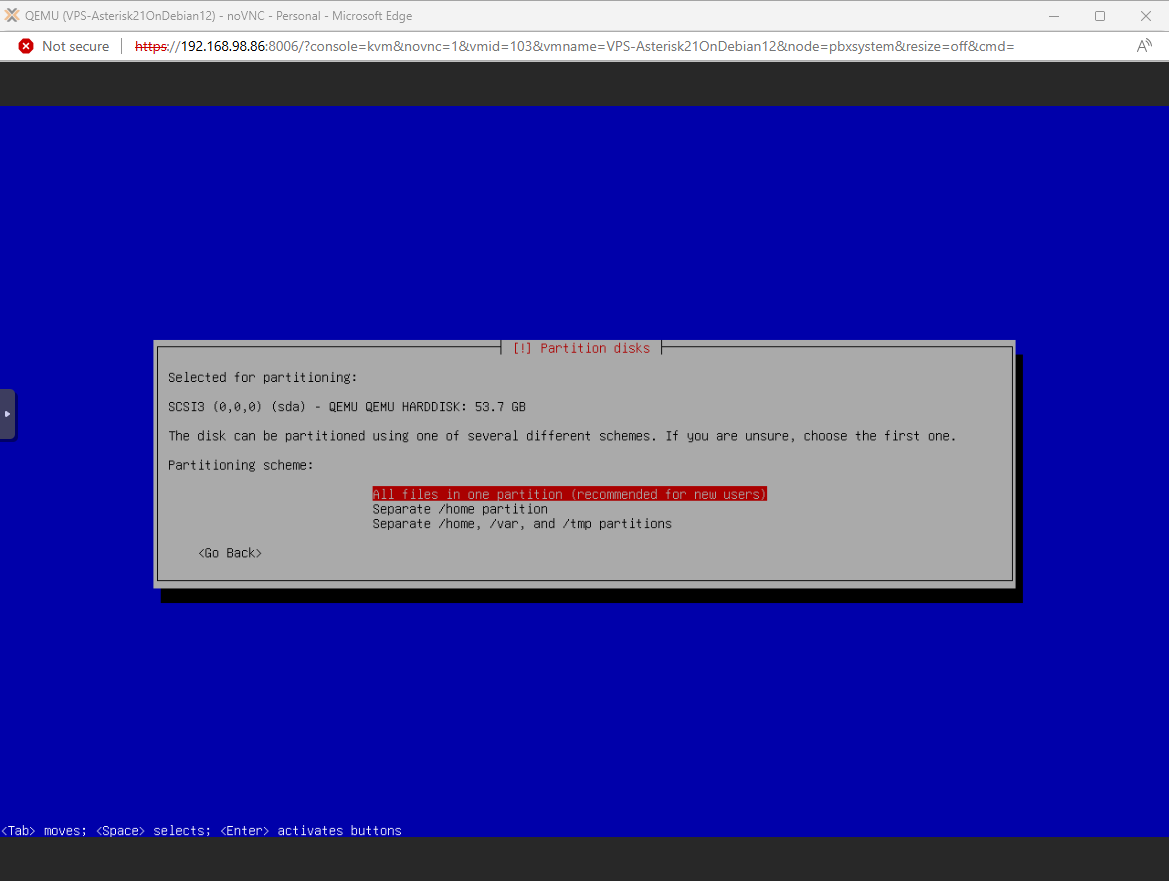 QEMU (VPS-Asterisk21OnDebian12) - noVNC - Personal - Microsoft Edge
Not secure | https://192.168.98.86:8006/?console=kvm&novnc=1&vmid=103&vmname=VPS-Asterisk21OnDebian12&node=pbxsystem&resize=off&cmd=
[!] Partition disks
Selected for partitioning:
SCSI3 (0,0,0) (sda) - QEMU QEMU HARDDISK: 53.7 GB
The disk can be partitioned using one of several different schemes. If you are unsure, choose the first one.
Partitioning scheme:
All files in one partition (recommended for new users)
Separate /home partition
Separate /home, /var, and /tmp partitions
<Go Back>
<Tab> moves; <Space> selects; <Enter> activates buttons